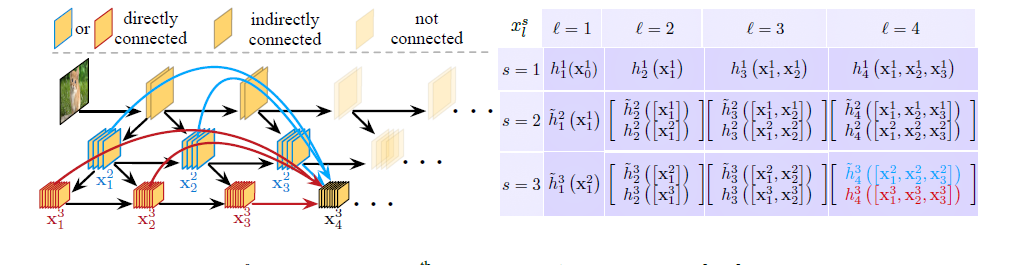 or directly connected
indirectly connected
not connected
x_1^2 x_2^2 x_3^2
x_1^3 x_2^3 x_3^3 x_4^3
x_l^s ℓ = 1 ℓ = 2 ℓ = 3 ℓ = 4
s = 1 h_1^1(x_0^1) h_2^1 (x_1^1) h_3^1 (x_1^1, x_2^1) h_4^1 (x_1^1, x_2^1, x_3^1)
s = 2 h̃_1^2 (x_1^1) [ h̃_2^2 ([x_1^1]) h_2^2 ([x_1^2]) ] [ h̃_3^2 ([x_1^1, x_2^1]) h_3^2 ([x_1^2, x_2^2]) ] [ h̃_4^2 ([x_1^1, x_2^1, x_3^1]) h_4^2 ([x_1^2, x_2^2, x_3^2]) ]
s = 3 h̃_1^3 (x_1^2) [ h̃_2^3 ([x_1^2]) h_2^3 ([x_1^3]) ] [ h̃_3^3 ([x_1^2, x_2^2]) h_3^3 ([x_1^3, x_2^3]) ] [ h̃_4^3 ([x_1^2, x_2^2, x_3^2]) h_4^3 ([x_1^3, x_2^3, x_3^3]) ]